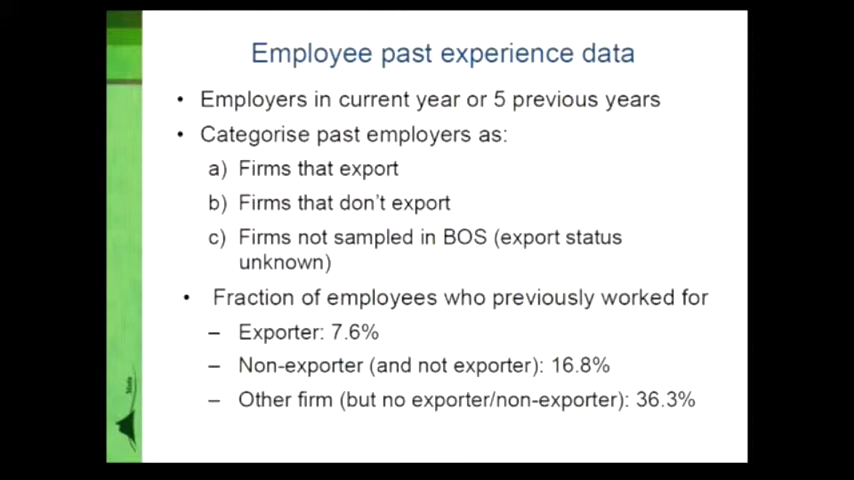 Employee past experience data
• Employers in current year or 5 previous years
• Categorise past employers as:
a) Firms that export
b) Firms that don't export
c) Firms not sampled in BOS (export status
unknown)
• Fraction of employees who previously worked for
– Exporter: 7.6%
– Non-exporter (and not exporter): 16.8%
– Other firm (but no exporter/non-exporter): 36.3%
Motu